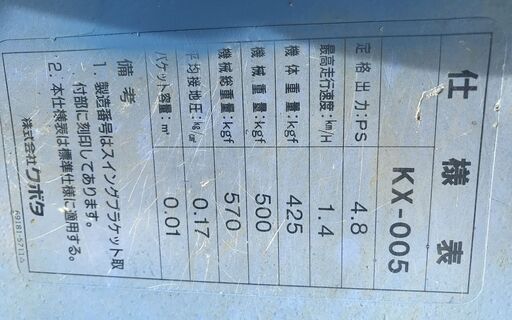 仕様表
KX-005
定格出力:PS 4.8
最高走行速度:㎞/H 1.4
機体重量:kgf 425
機械重量:kgf 500
機械総重量:kgf 570
平均接地圧:kg/c㎡ 0.17
バケット容量:㎥ 0.01
備考
1. 製造番号はスイングブラケット取
付部に刻印してあります。
2. 本仕様表は標準仕様に適用する。
株式会社クボタ